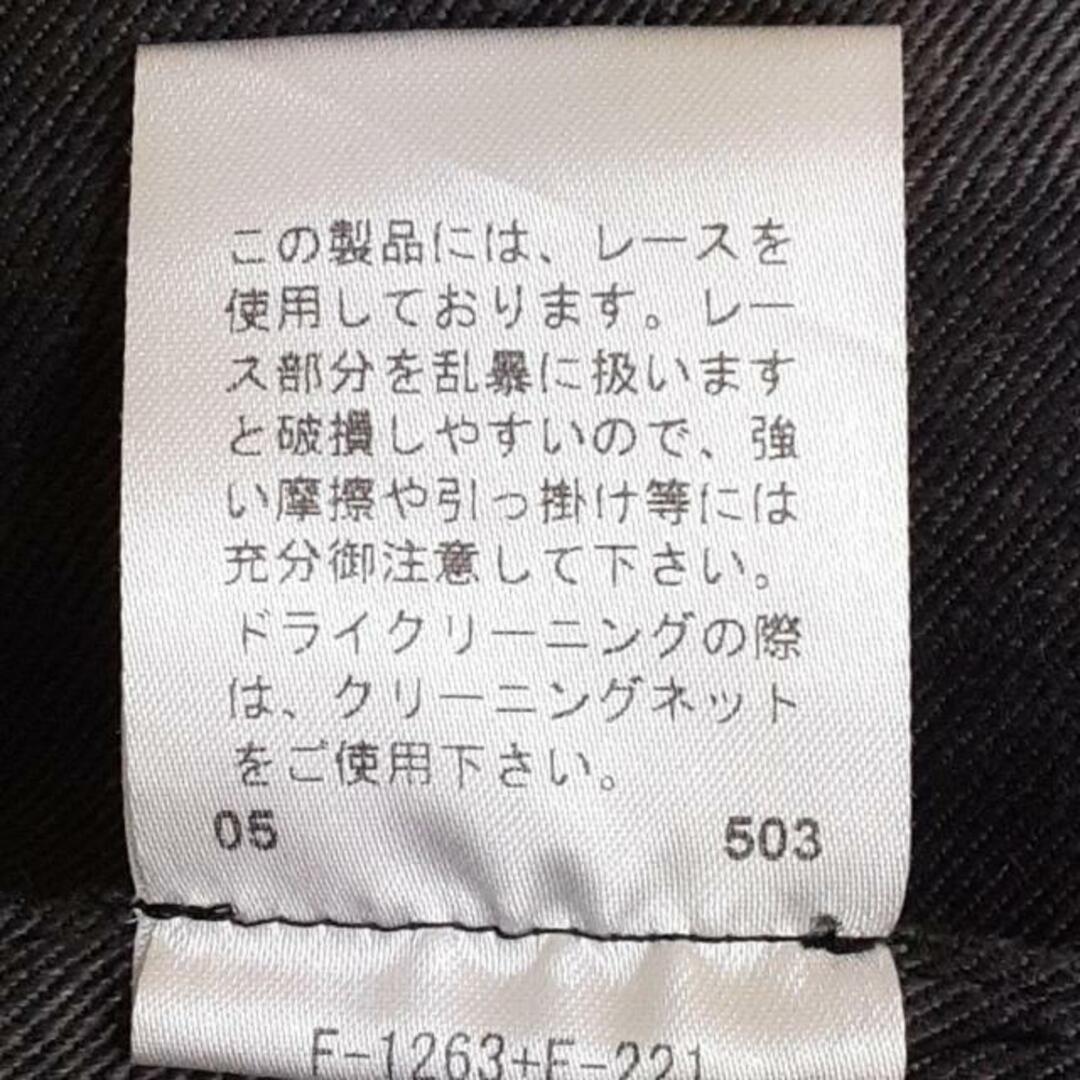 この製品には、レースを
使用しております。レー
ス部分を乱暴に扱います
と破損しやすいので、強
い摩擦や引っ掛け等には
充分御注意して下さい。
ドライクリーニングの際
は、クリーニングネット
をご使用下さい。
05 503
F-1263+F-221